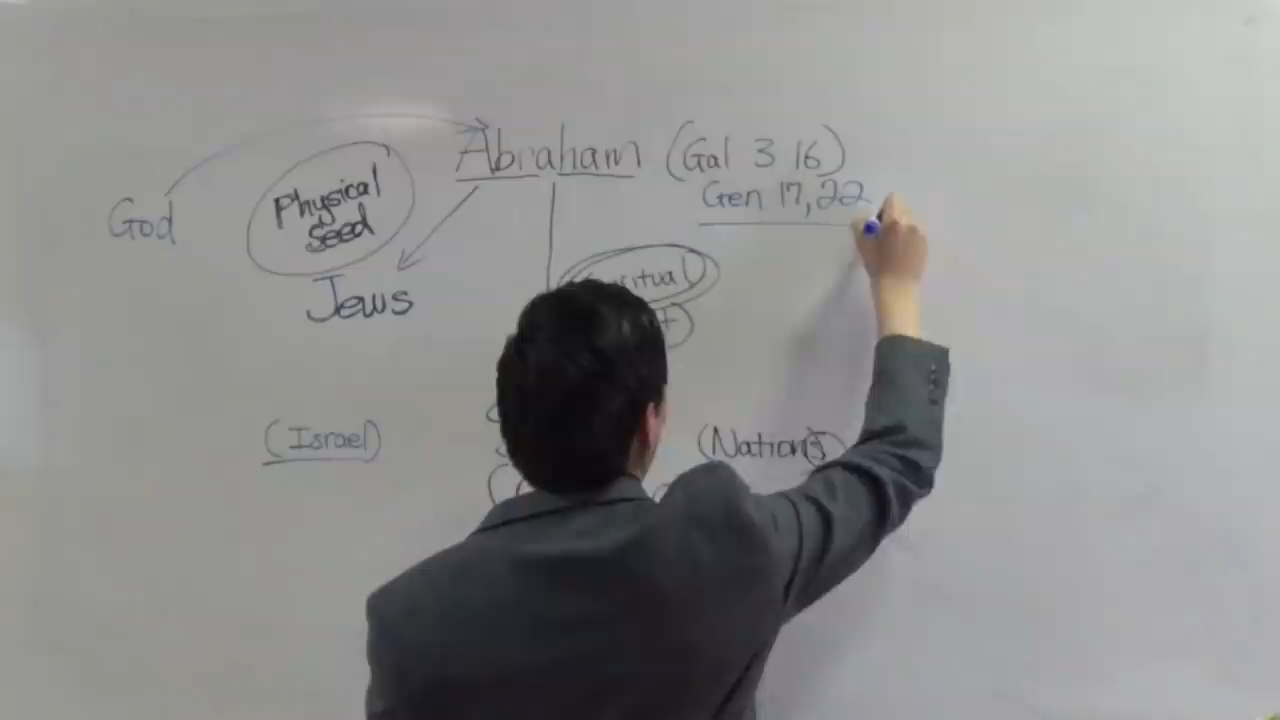 Abraham (Gal 3 16)
Gen 17,22
God
Physical
seed
Jews
(Israel)
(Nations)